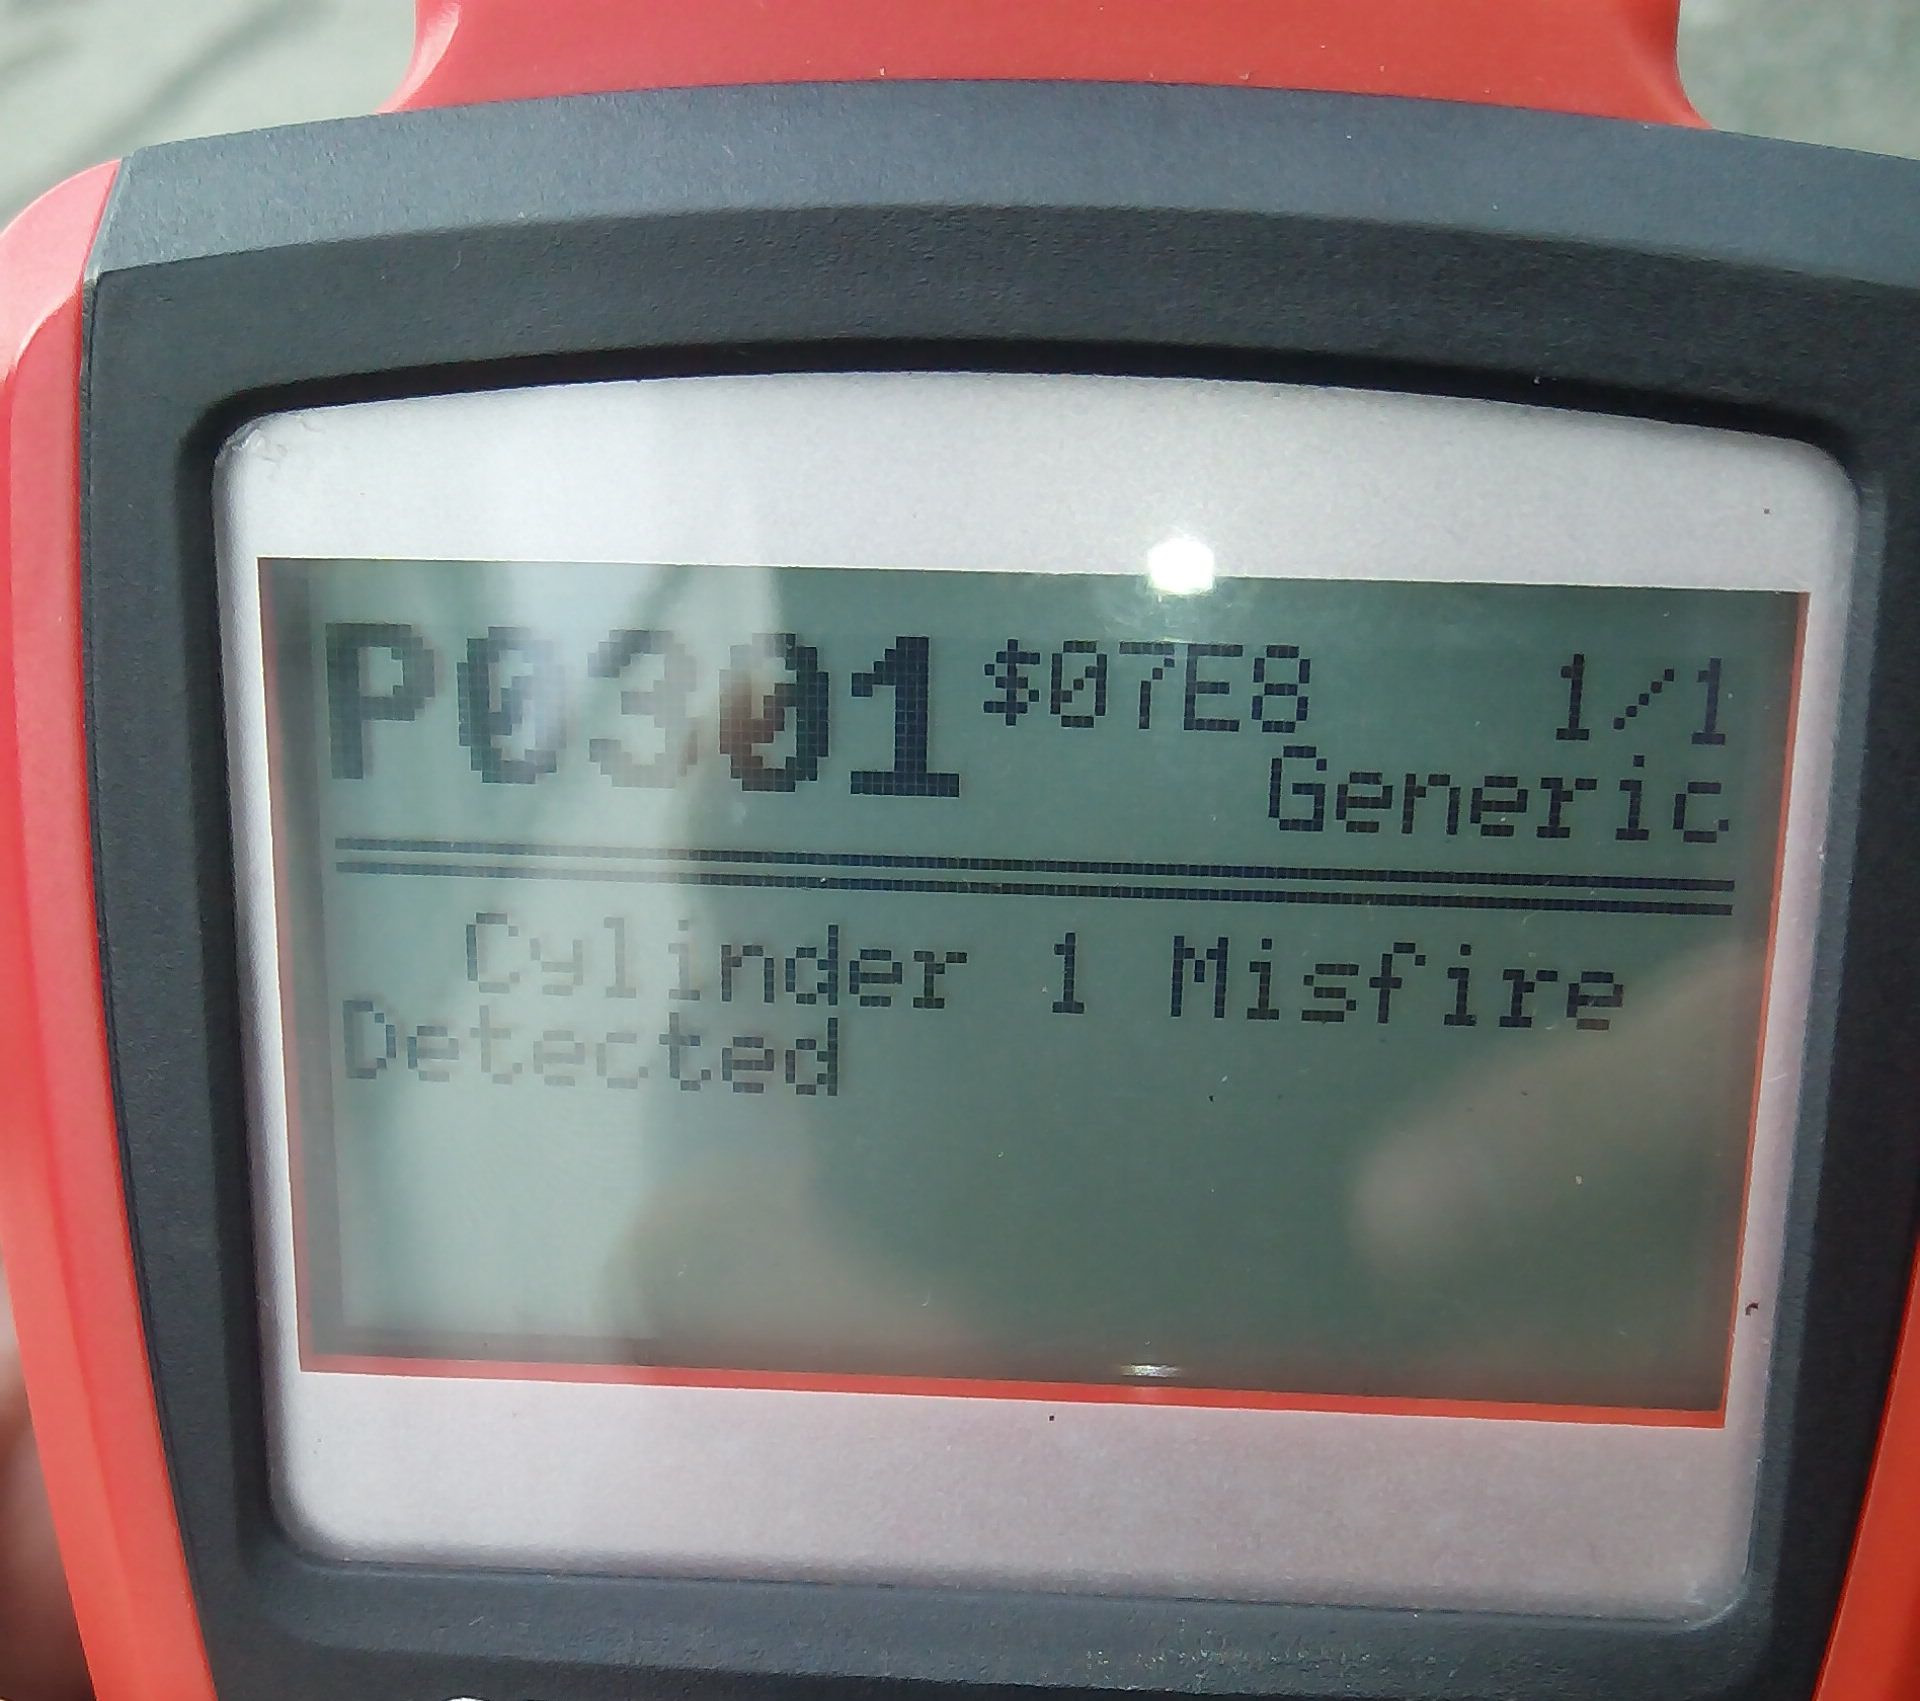 P0301 $07E8 1/1
Generic
Cylinder 1 Misfire
Detected